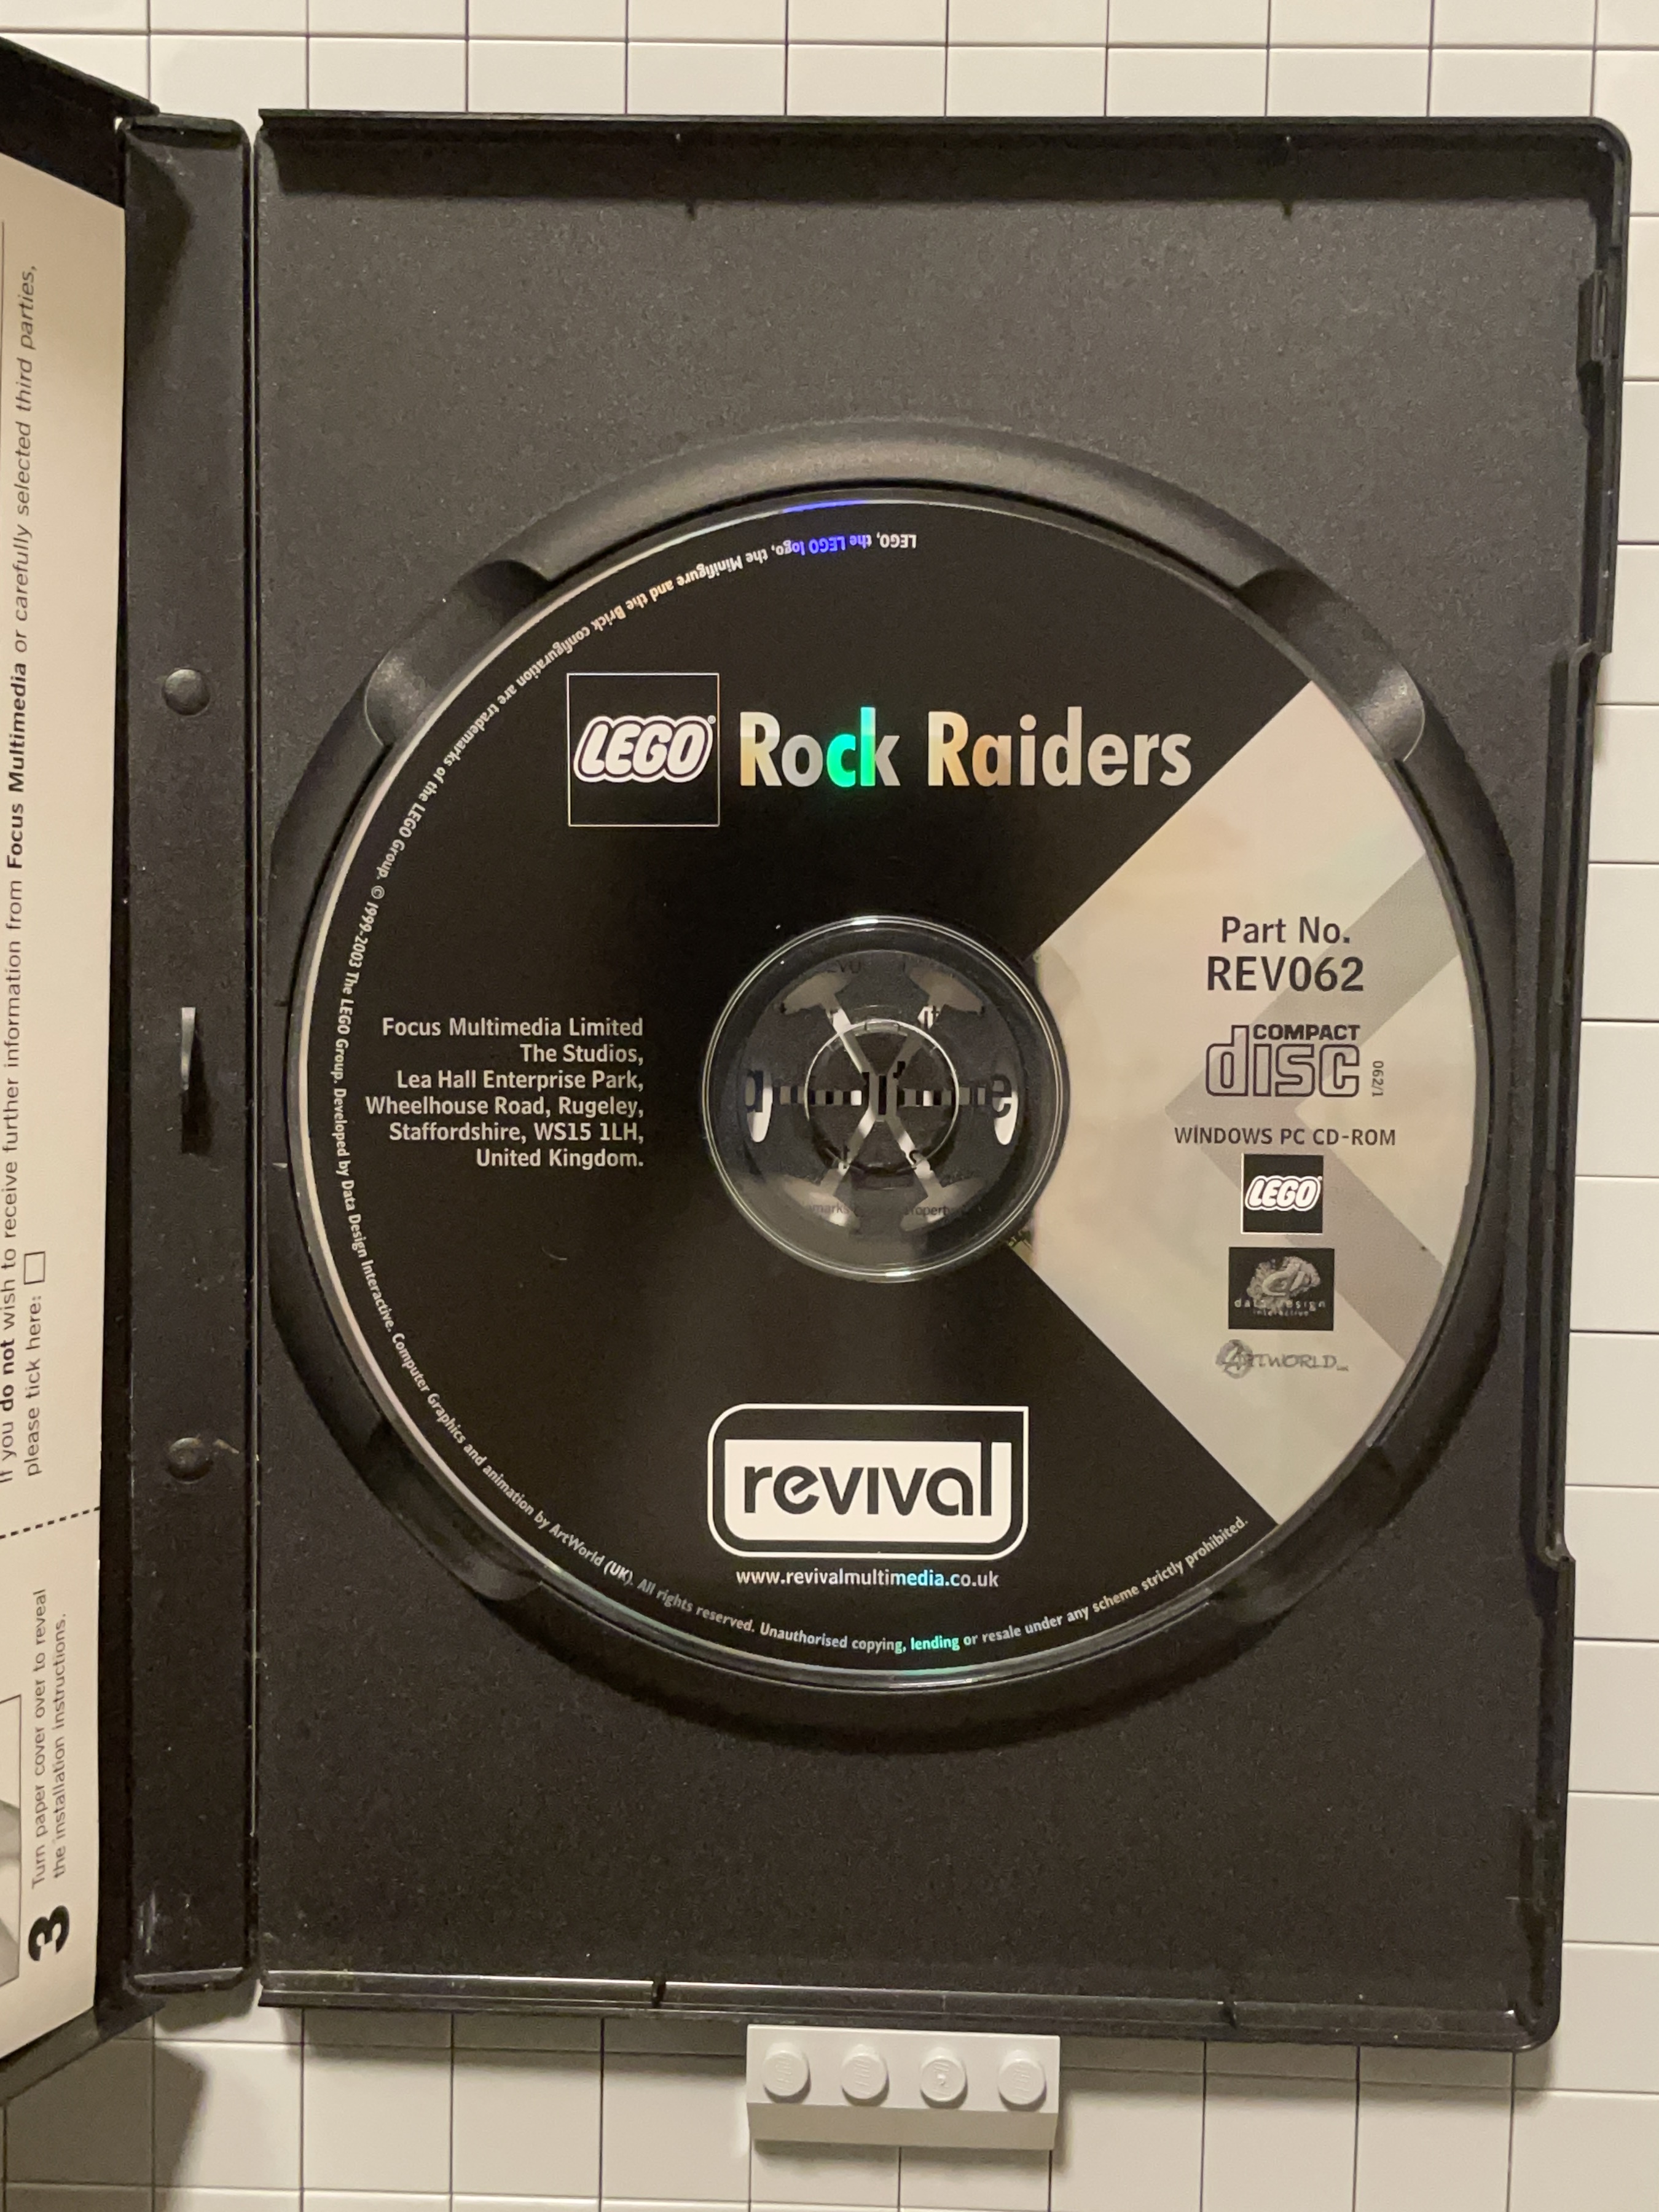 If you do not wish to receive further information from Focus Multimedia or carefully selected third parties,
please tick here:
3 Turn paper cover over to reveal
the installation instructions.
LEGO Rock Raiders
Focus Multimedia Limited
The Studios,
Lea Hall Enterprise Park,
Wheelhouse Road, Rugeley,
Staffordshire, WS15 1LH,
United Kingdom.
Part No.
REV062
COMPACT
disc
062/1
WINDOWS PC CD-ROM
LEGO
data design
interactive
ARTWORLD
revival
www.revivalmultimedia.co.uk
LEGO, the LEGO logo, the Minifigure and the Brick configuration are trademarks of the LEGO Group. © 1999-2003 The LEGO Group. Developed by Data Design Interactive. Computer Graphics and animation by ArtWorld (UK). All rights reserved. Unauthorised copying, lending or resale under any scheme strictly prohibited.